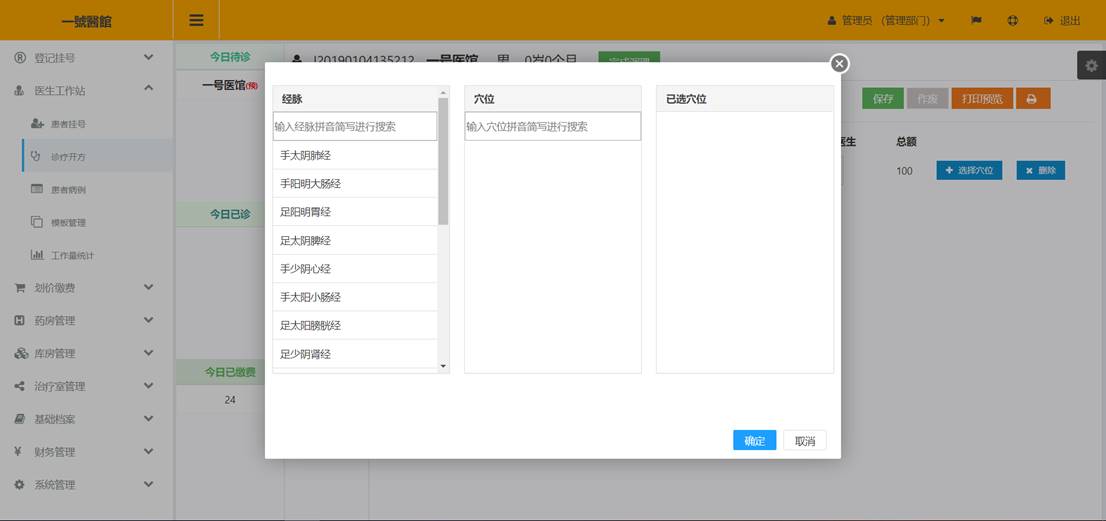 一號醫館
管理员 （管理部门）
退出
登记挂号
医生工作站
患者挂号
诊疗开方
患者病例
模板管理
工作量统计
划价缴费
药房管理
库房管理
治疗室管理
基础档案
财务管理
系统管理
今日待诊
一号医馆(预)
今日已诊
今日已缴费
24
J20190104135212 一号医馆 男 0岁0个月
保存 作废 打印预览
医生 总额
100 选择穴位 删除
经脉
输入经脉拼音简写进行搜索
手太阴肺经
手阳明大肠经
足阳明胃经
足太阴脾经
手少阴心经
手太阳小肠经
足太阳膀胱经
足少阴肾经
穴位
输入穴位拼音简写进行搜索
已选穴位
确定 取消